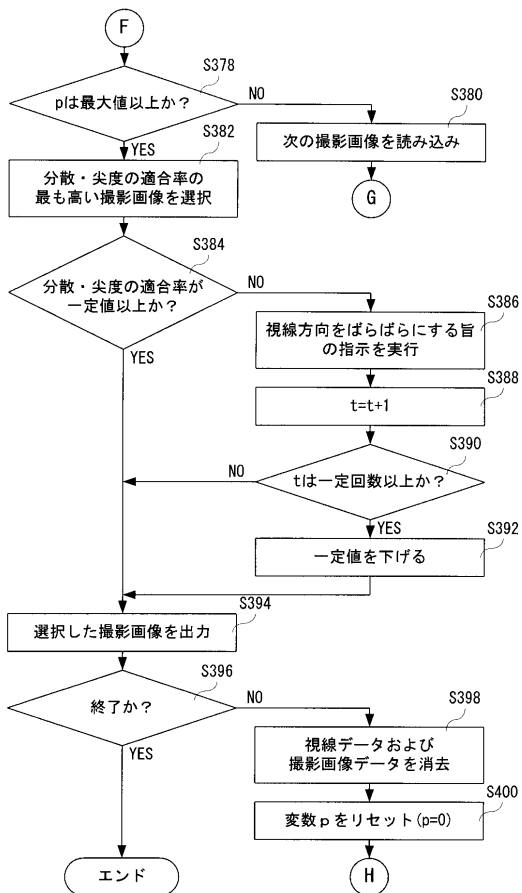 F
S378
pは最大値以上か？
NO
S380
次の撮影画像を読み込み
G
YES
S382
分散・尖度の適合率の
最も高い撮影画像を選択
S384
分散・尖度の適合率が
一定値以上か？
NO
S386
視線方向をばらばらにする旨
の指示を実行
YES
S388
t=t+1
S390
tは一定回数以上か？
NO
YES
S392
一定値を下げる
S394
選択した撮影画像を出力
S396
終了か？
NO
S398
視線データおよび
撮影画像データを消去
YES
S400
変数pをリセット(p=0)
エンド
H